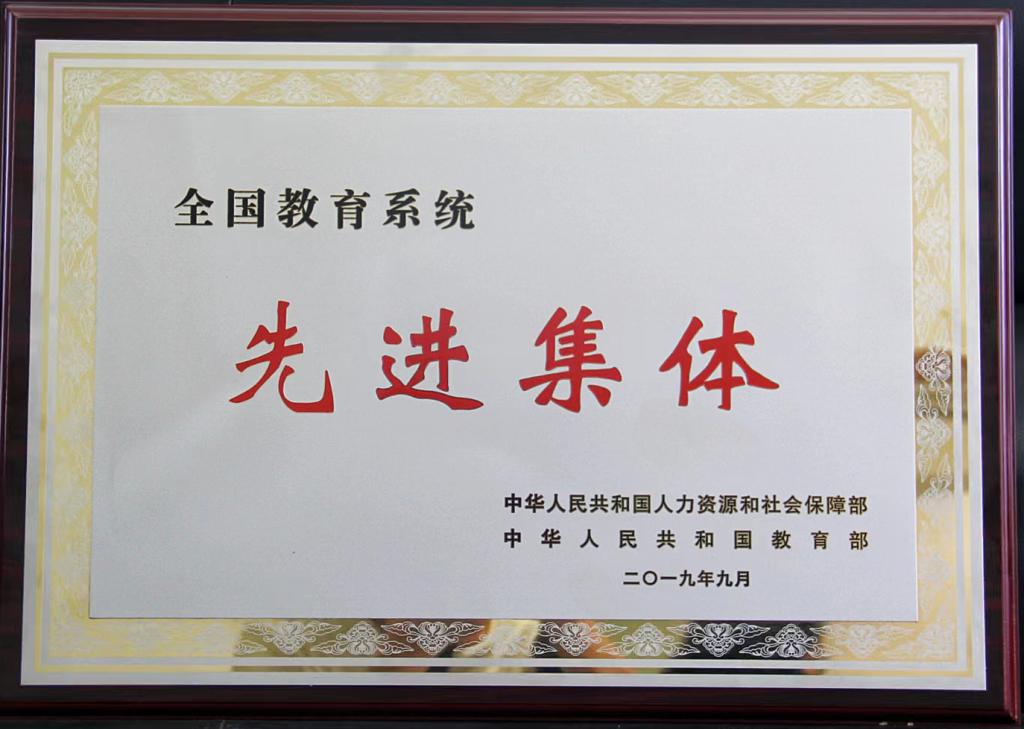 全国教育系统
先进集体
中华人民共和国人力资源和社会保障部
中华人民共和国教育部
二〇一九年九月